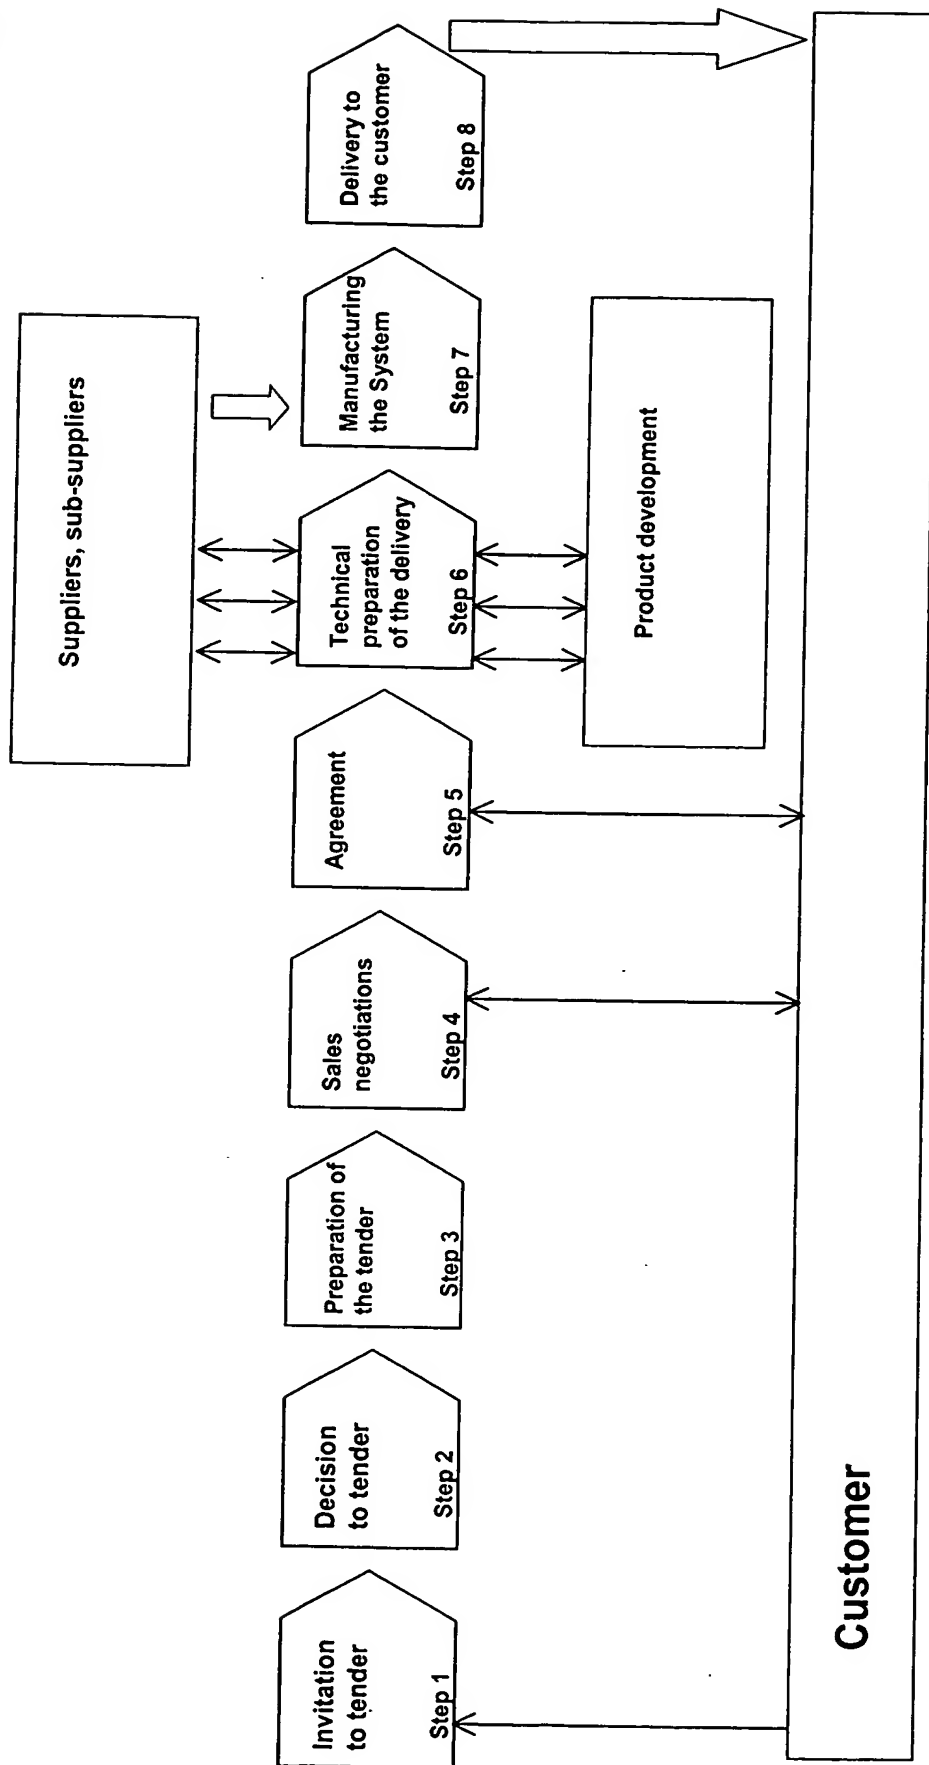 Suppliers, sub-suppliers
Invitation
to tender
Step 1
Decision
to tender
Step 2
Preparation of
the tender
Step 3
Sales
negotiations
Step 4
Agreement
Step 5
Technical
preparation
of the delivery
Step 6
Manufacturing
the System
Step 7
Delivery to
the customer
Step 8
Product development
Customer